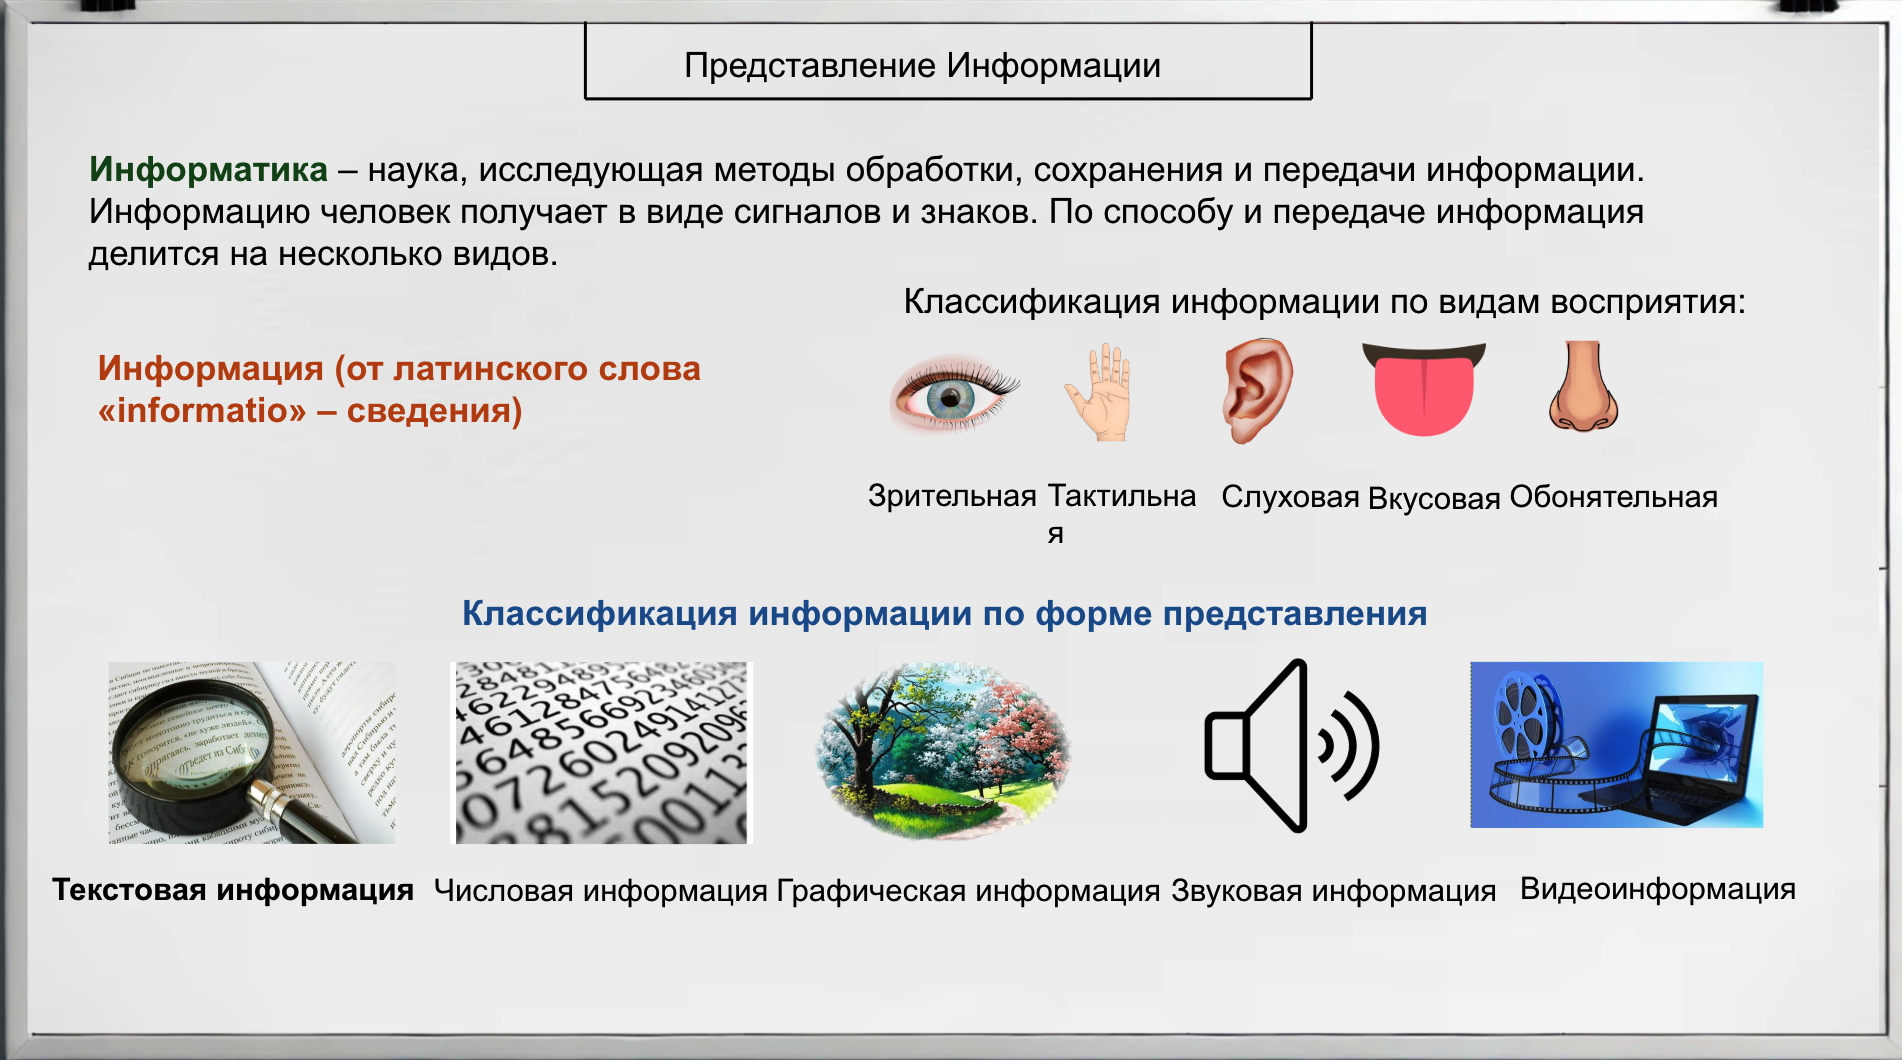 Представление Информации
Информатика – наука, исследующая методы обработки, сохранения и передачи информации.
Информацию человек получает в виде сигналов и знаков. По способу и передаче информация
делится на несколько видов.
Классификация информации по видам восприятия:
Информация (от латинского слова
«informatio» – сведения)
Зрительная
Тактильна
я
Слуховая
Вкусовая
Обонятельная
Классификация информации по форме представления
Текстовая информация
Числовая информация
Графическая информация
Звуковая информация
Видеоинформация